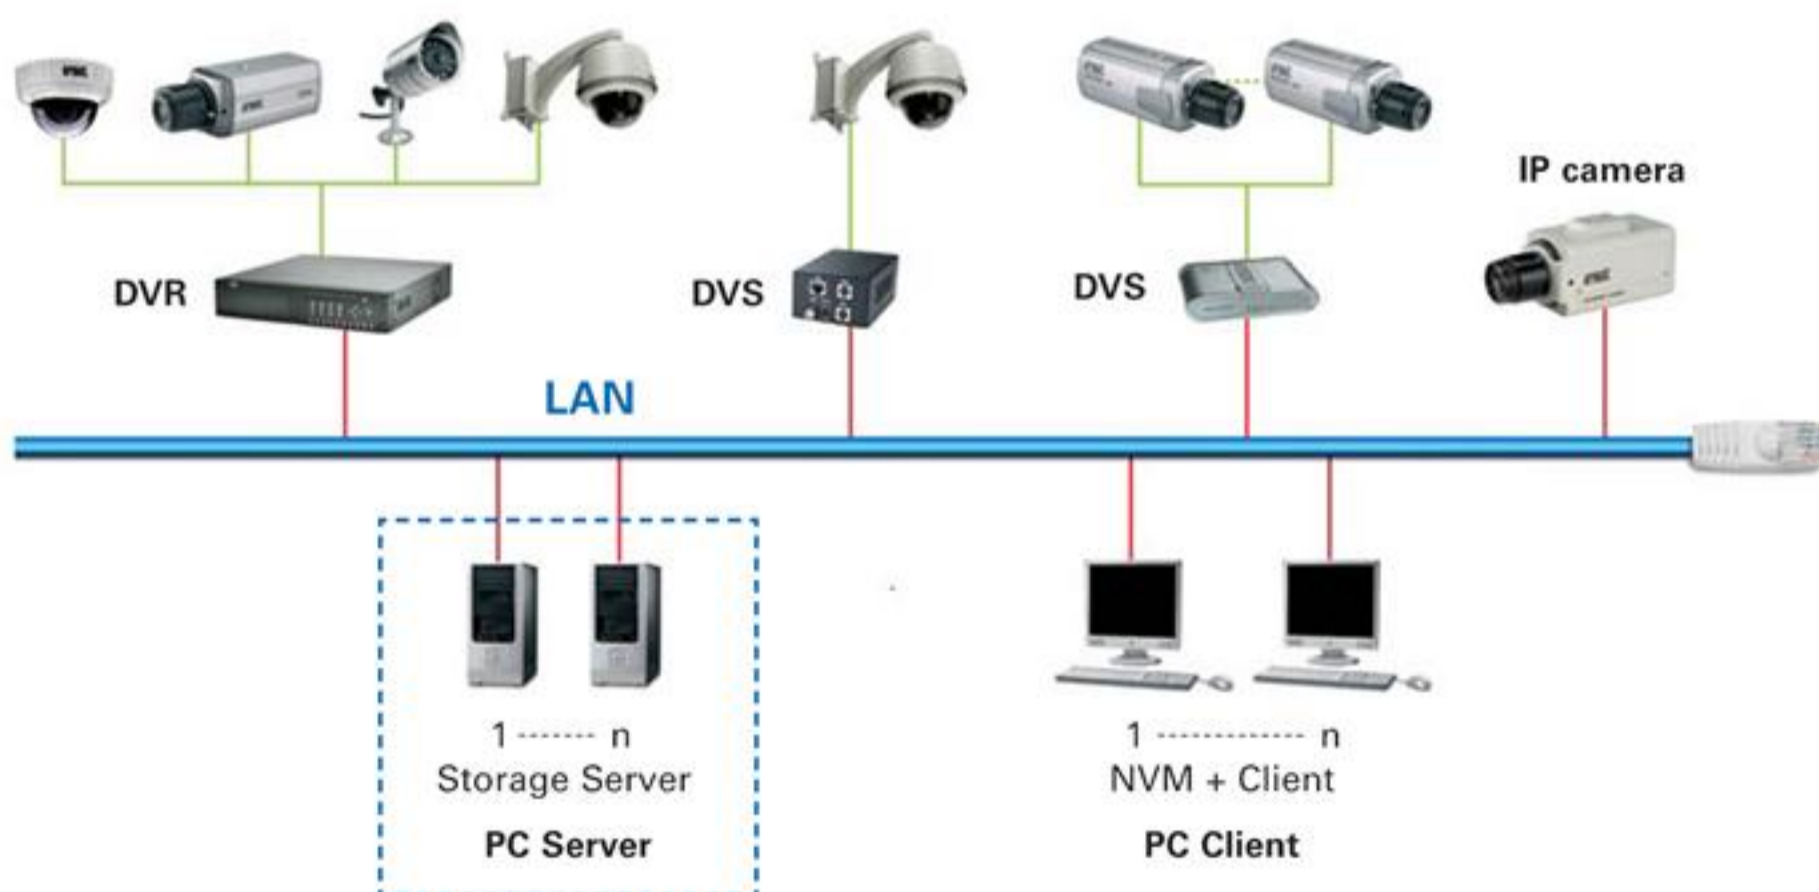 IP camera
DVR
DVS
DVS
LAN
1 ------- n
Storage Server
PC Server
1 ------------ n
NVM + Client
PC Client